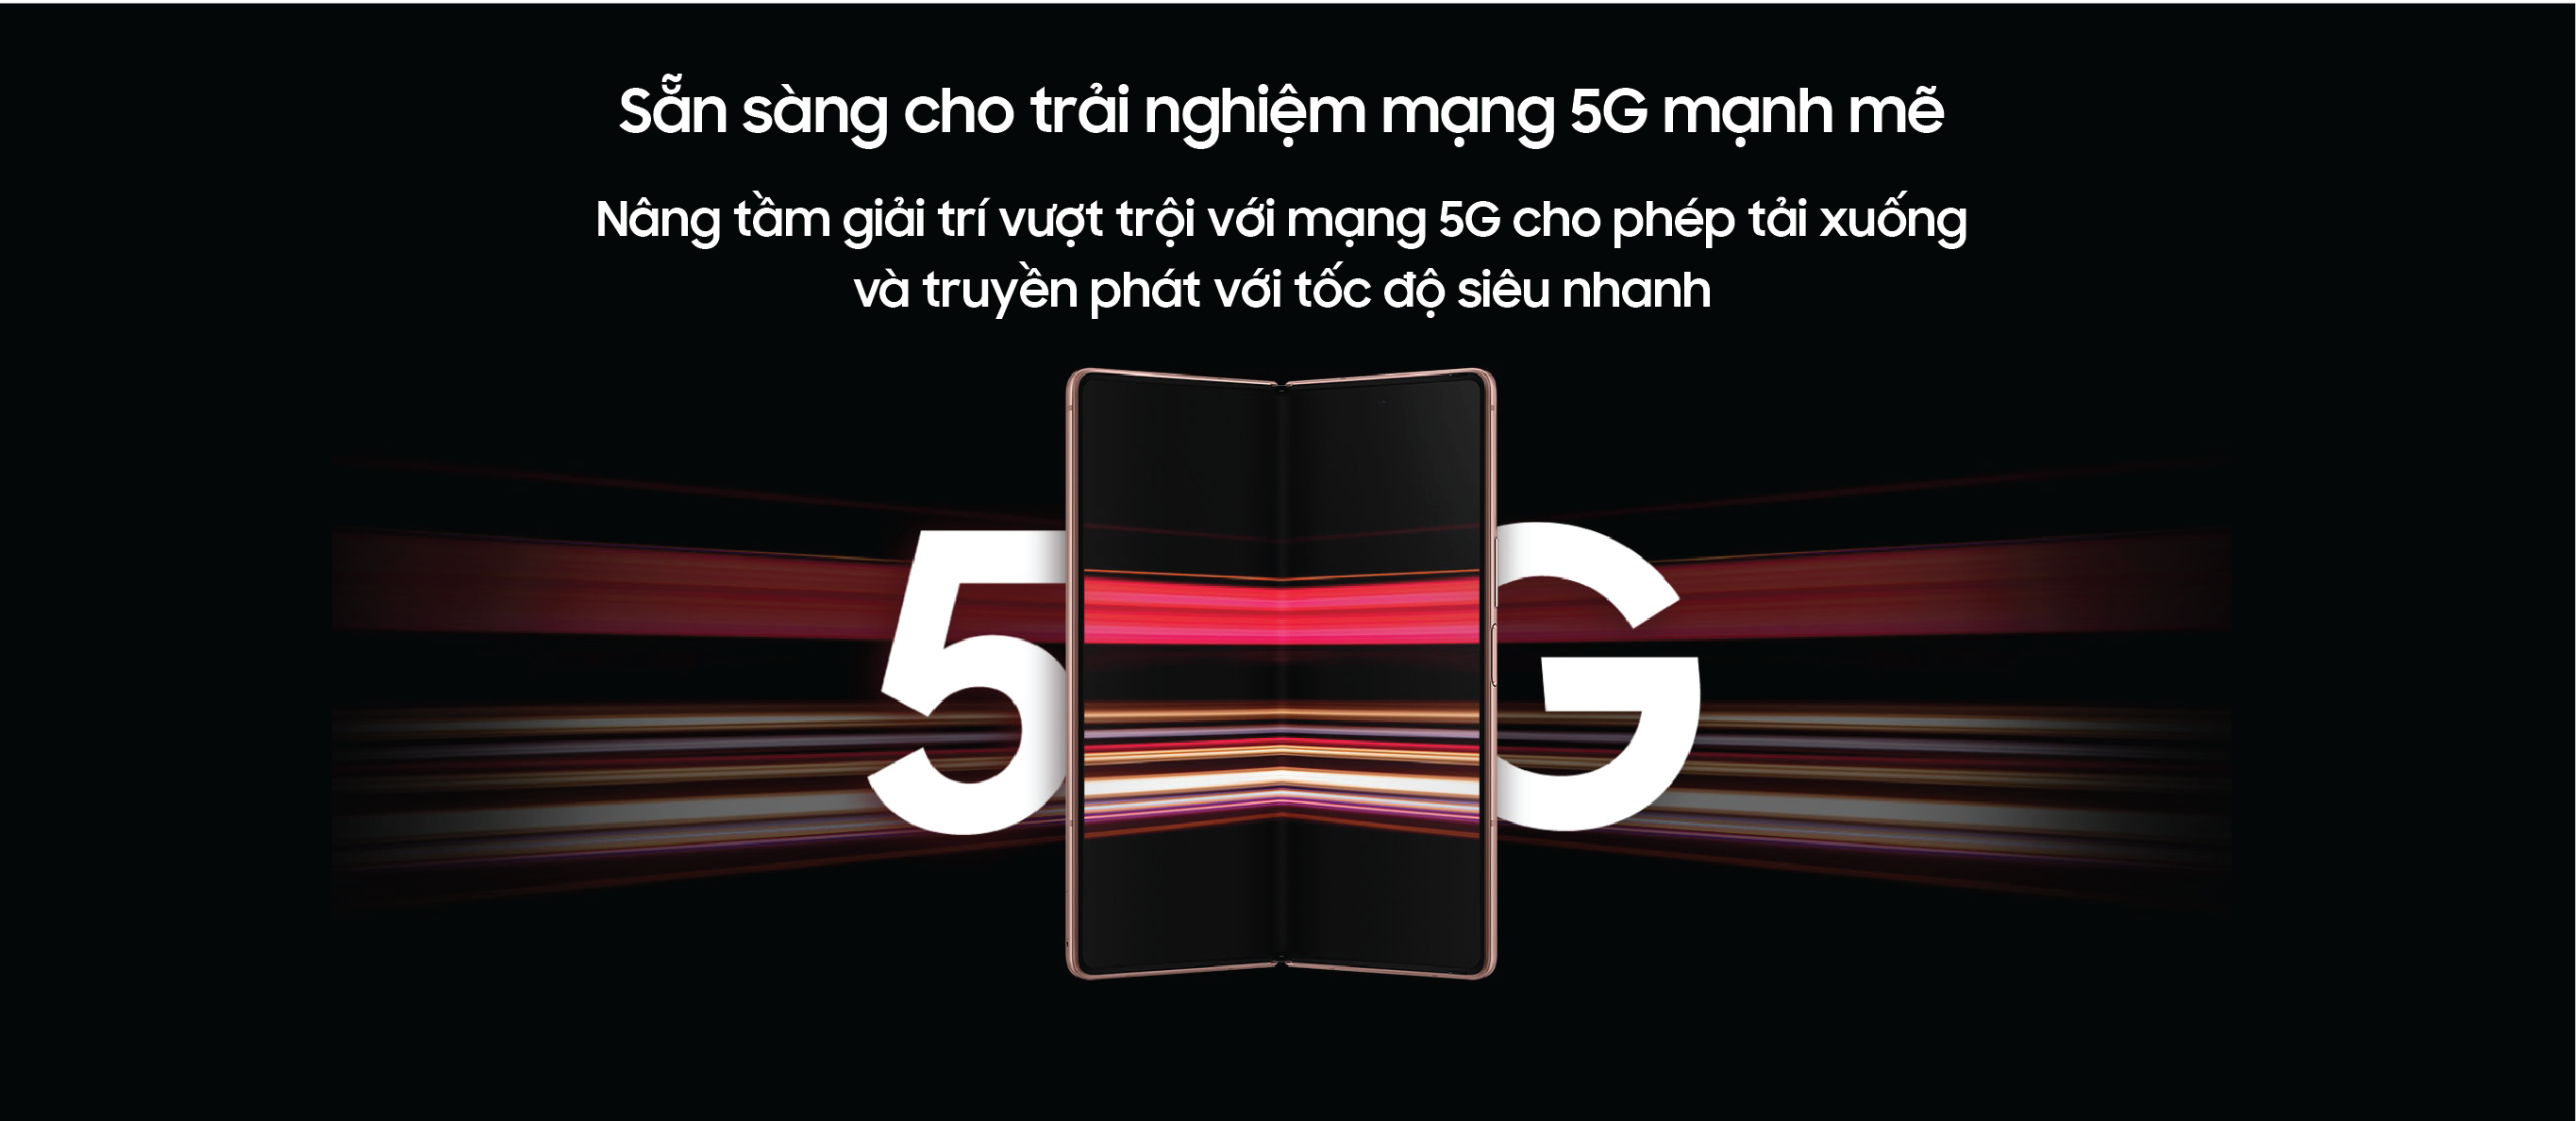 Sẵn sàng cho trải nghiệm mạng 5G mạnh mẽ
Nâng tầm giải trí vượt trội với mạng 5G cho phép tải xuống
và truyền phát với tốc độ siêu nhanh
5G